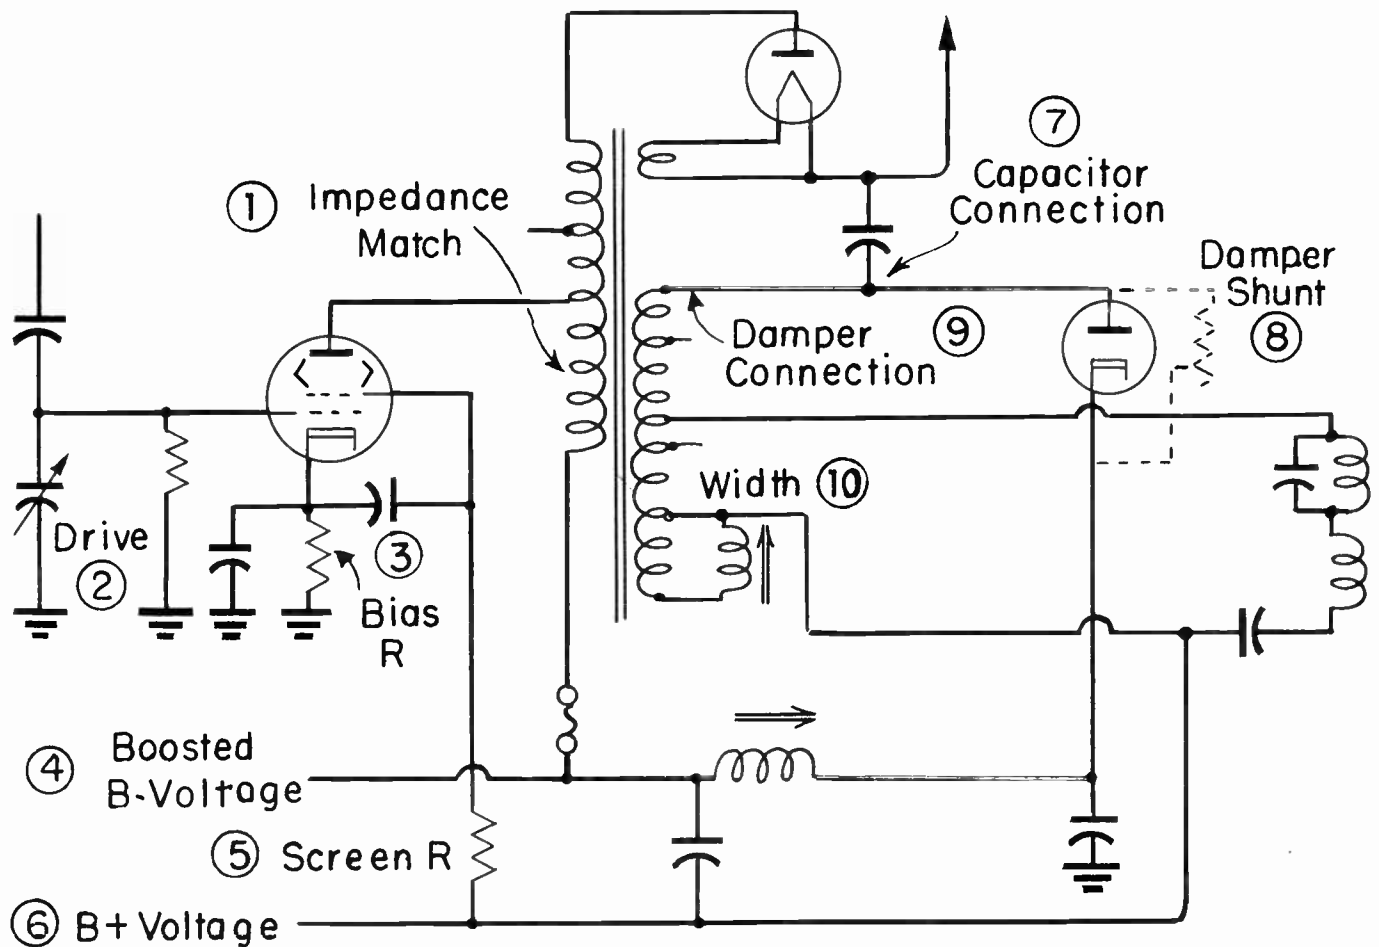 ① Impedance
Match
⑦
Capacitor
Connection
Damper
Shunt
⑧
⑨
Damper
Connection
Width ⑩
Drive
②
③
Bias
R
④ Boosted
B-Voltage
⑤ Screen R
⑥ B+ Voltage